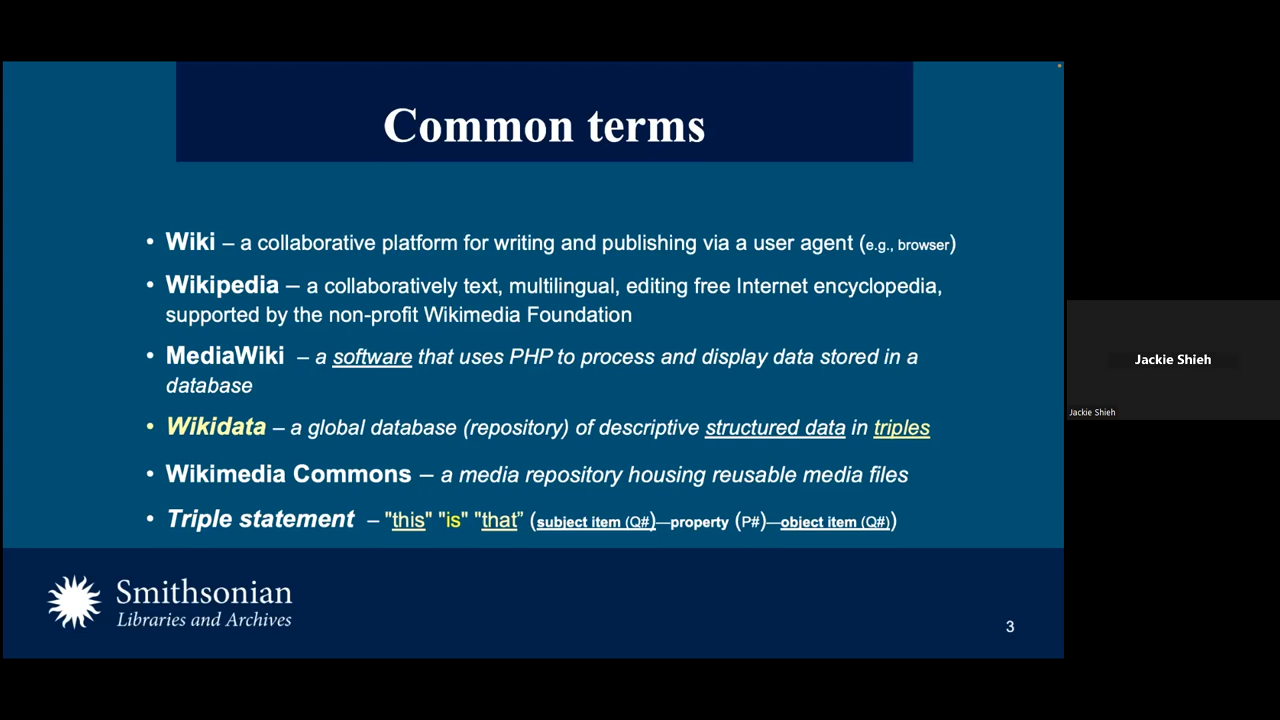 Common terms
• Wiki – a collaborative platform for writing and publishing via a user agent (e.g., browser)
• Wikipedia – a collaboratively text, multilingual, editing free Internet encyclopedia,
supported by the non-profit Wikimedia Foundation
• MediaWiki – a software that uses PHP to process and display data stored in a
database
• Wikidata – a global database (repository) of descriptive structured data in triples
• Wikimedia Commons – a media repository housing reusable media files
• Triple statement – "this" "is" "that” (subject item (Q#)—property (P#)—object item (Q#))
Smithsonian
Libraries and Archives
3
Jackie Shieh
Jackie Shieh